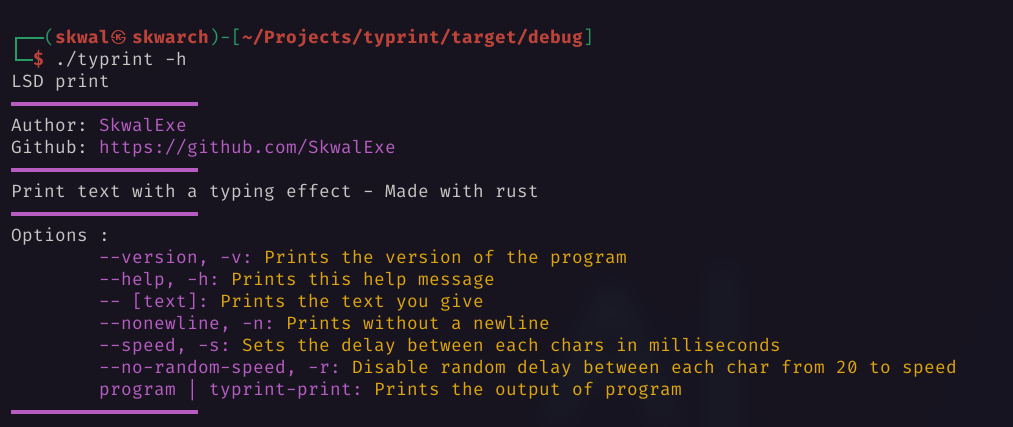 ┌──(skwal㉿skwarch)-[~/Projects/typrint/target/debug]
└─$ ./typrint -h
LSD print
Author: SkwalExe
Github: https://github.com/SkwalExe
Print text with a typing effect - Made with rust
Options :
--version, -v: Prints the version of the program
--help, -h: Prints this help message
-- [text]: Prints the text you give
--nonewline, -n: Prints without a newline
--speed, -s: Sets the delay between each chars in milliseconds
--no-random-speed, -r: Disable random delay between each char from 20 to speed
program | typrint-print: Prints the output of program